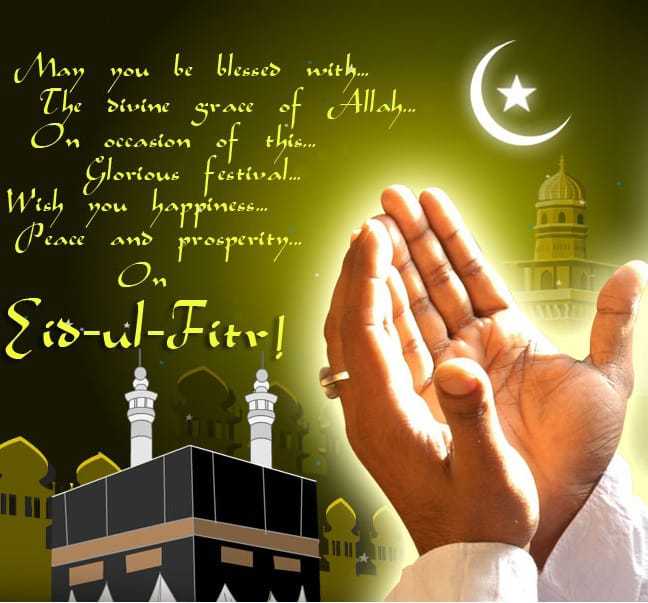 May you be blessed with...
The divine grace of Allah...
On occasion of this...
Glorious festival...
Wish you happiness...
Peace and prosperity...
On
Eid-ul-Fitr!